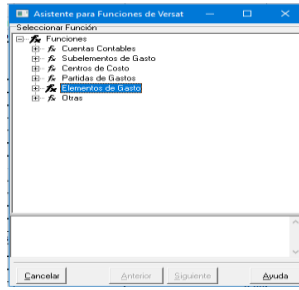 Asistente para Funciones de Versat
Seleccionar Función
Funciones
Cuentas Contables
Subelementos de Gasto
Centros de Costo
Partidas de Gastos
Elementos de Gasto
Otras
Cancelar Anterior Siguiente Ayuda